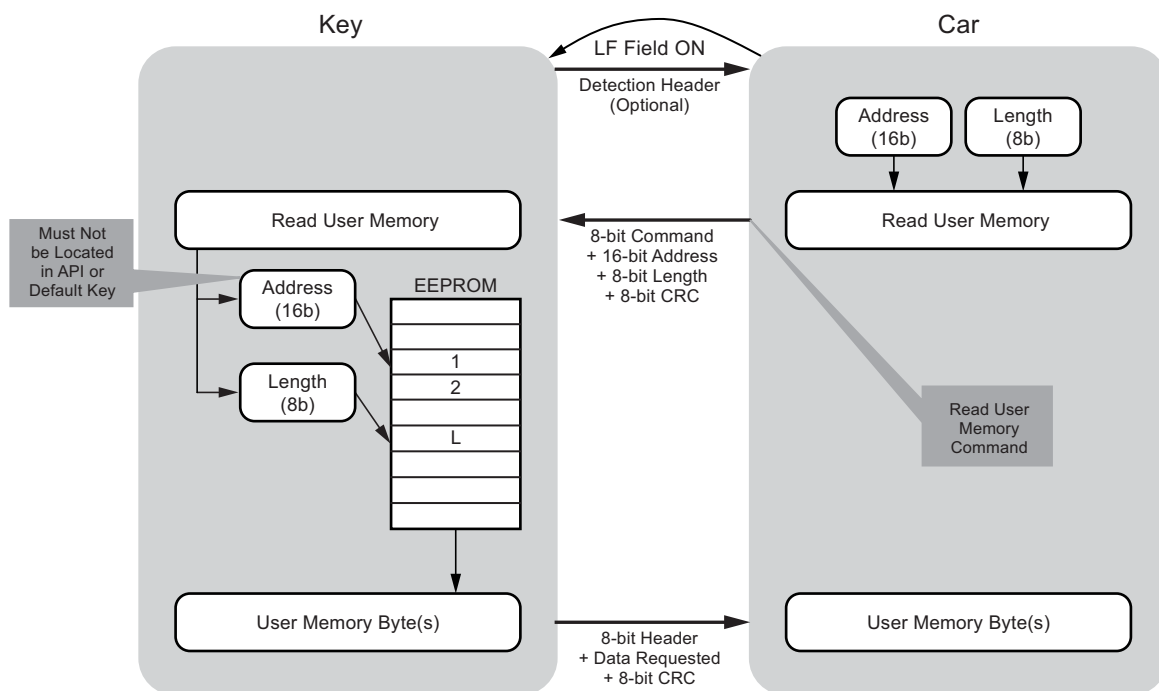 Key
Car
LF Field ON
Detection Header
(Optional)
Address
(16b)
Length
(8b)
Read User Memory
Read User Memory
Must Not
be Located
in API or
Default Key
8-bit Command
+ 16-bit Address
+ 8-bit Length
+ 8-bit CRC
Address
(16b)
EEPROM
1
2
L
Length
(8b)
Read User
Memory
Command
User Memory Byte(s)
User Memory Byte(s)
8-bit Header
+ Data Requested
+ 8-bit CRC